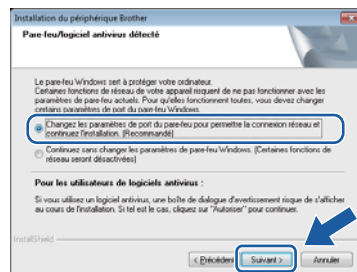 Installation du périphérique Brother
Pare-feu/logiciel antivirus détecté
Le pare-feu Windows sert à protéger votre ordinateur.
Certaines fonctions de réseau de votre appareil risquent de ne pas fonctionner avec les
paramètres de pare-feu actuels. Pour qu'elles fonctionnent toutes, vous devez changer
certains paramètres de port du pare-feu Windows.
Changez les paramètres de port du pare-feu pour permettre la connexion réseau et
continuez l'installation. (Recommandé)
Continuez sans changer les paramètres de pare-feu Windows. (Certaines fonctions de
réseau seront désactivées)
Pour les utilisateurs de logiciels antivirus :
Si vous utilisez un logiciel antivirus, une boîte de dialogue d'avertissement risque de s'afficher
au cours de l'installation. Si tel est le cas, cliquez sur "Autoriser" pour continuer.
InstallShield
< Précédent Suivant > Annuler